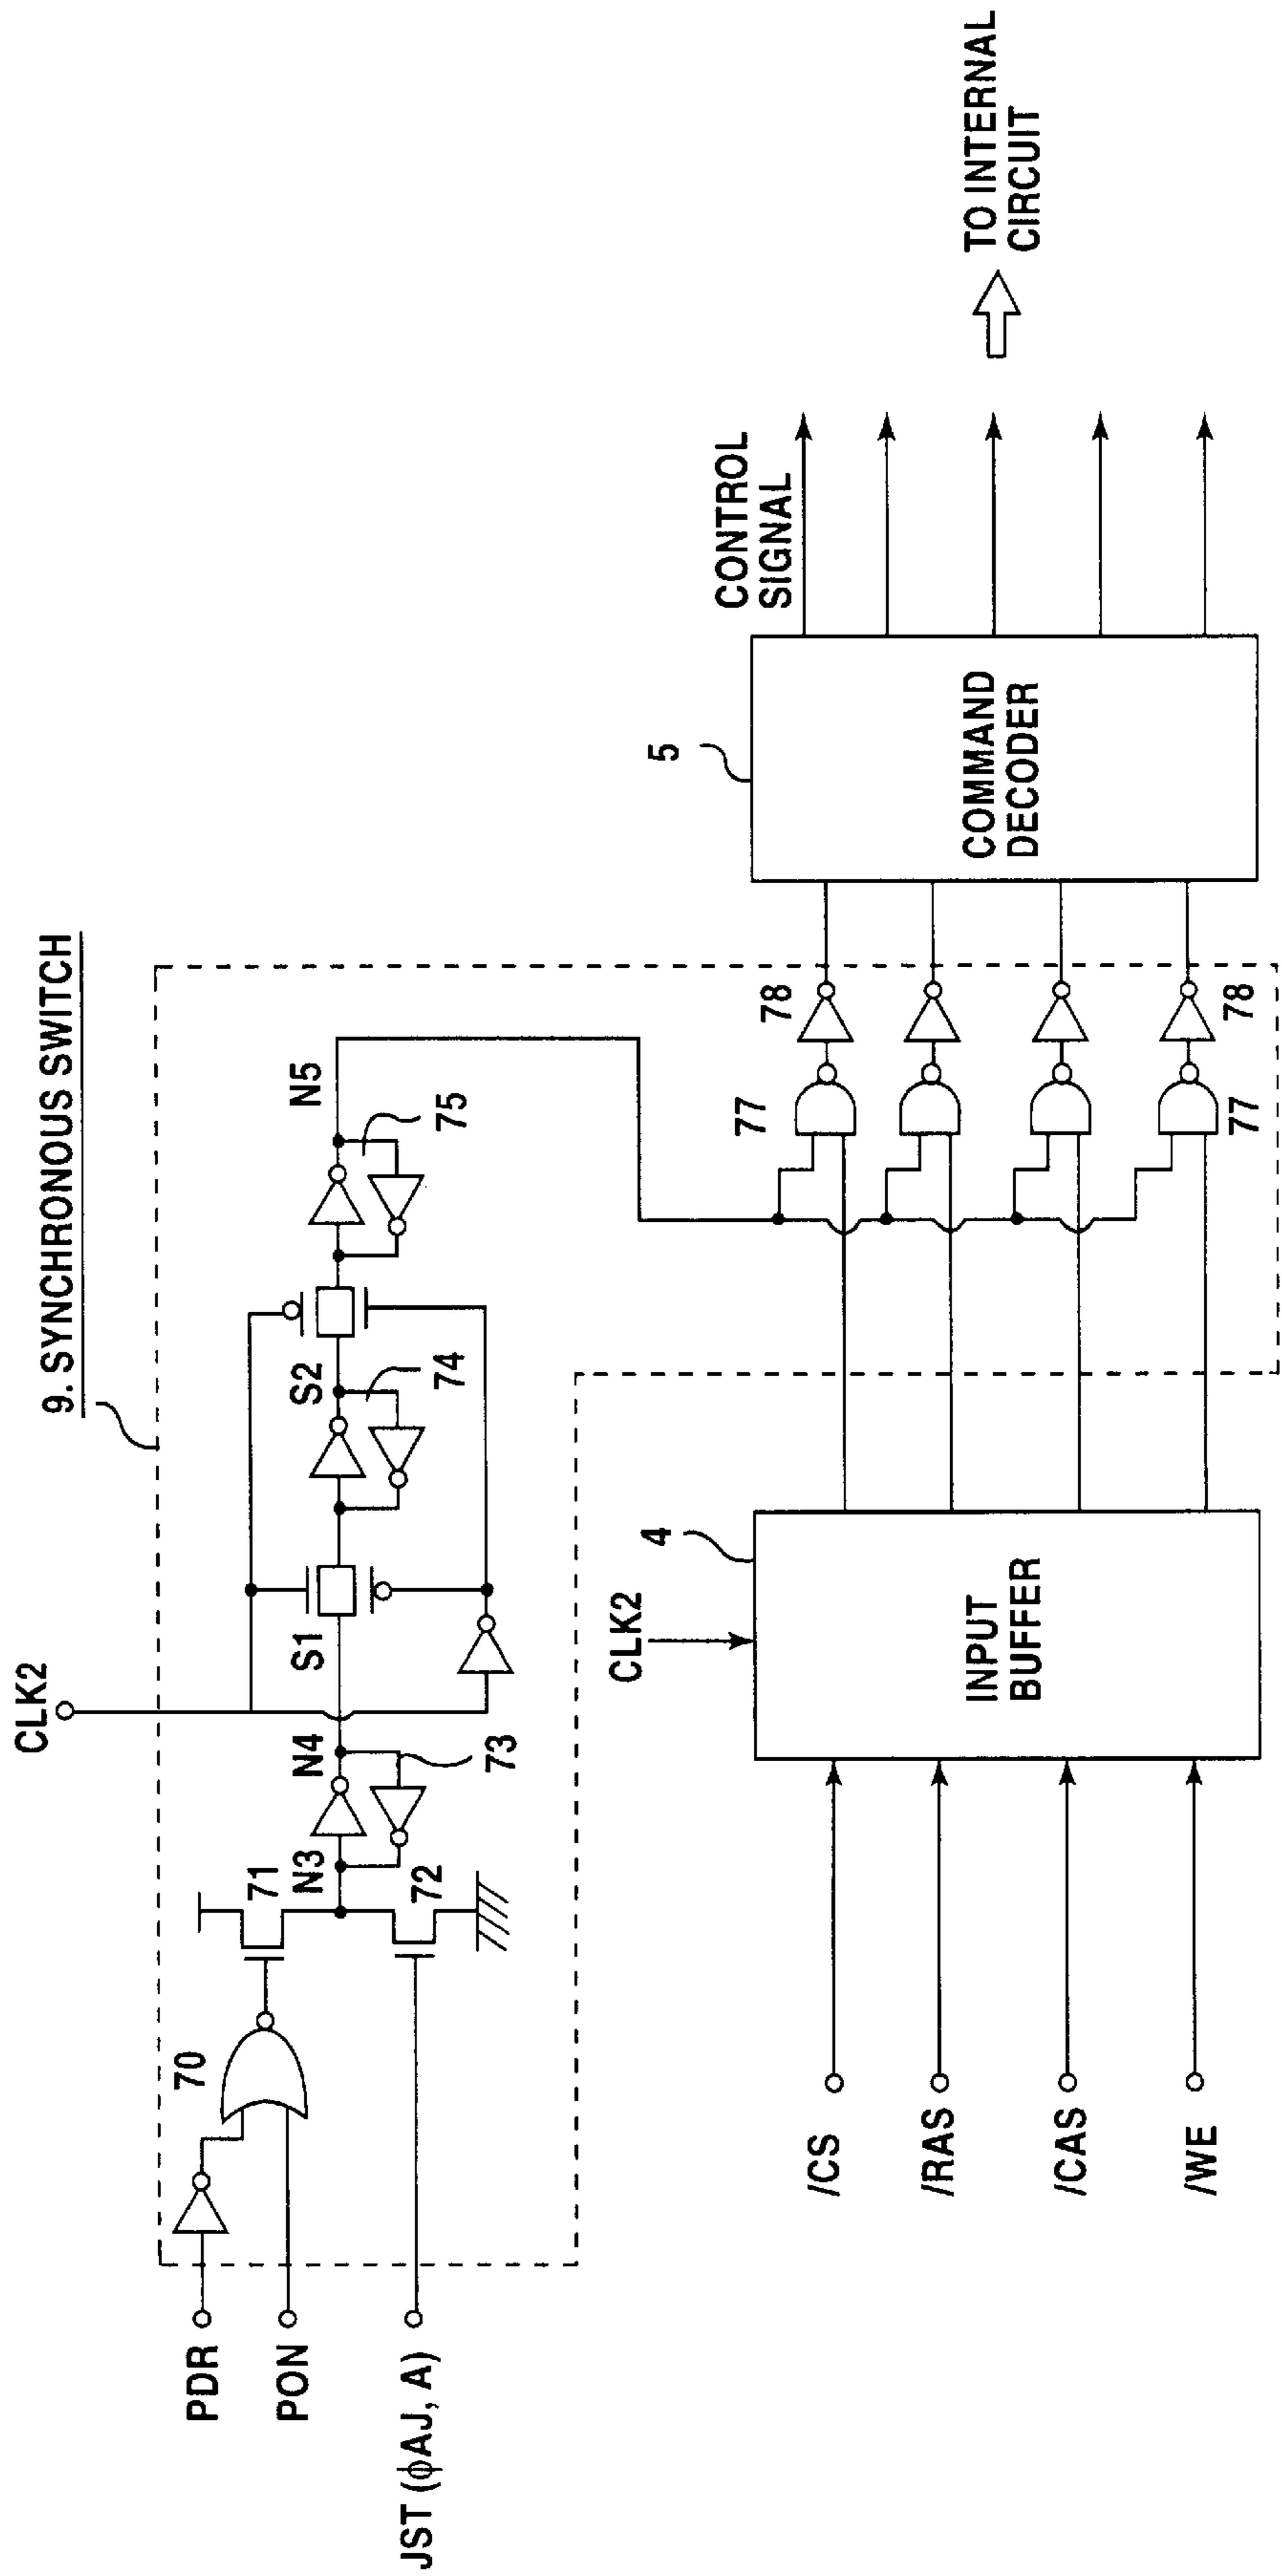 9. SYNCHRONOUS SWITCH
PDR
PON
JST (ϕAJ, A)
70
71
72
N3
N4
73
CLK2
S1
S2
74
N5
75
/CS
/RAS
/CAS
/WE
CLK2
4
INPUT
BUFFER
77
77
78
78
5
COMMAND
DECODER
CONTROL
SIGNAL
TO INTERNAL
CIRCUIT